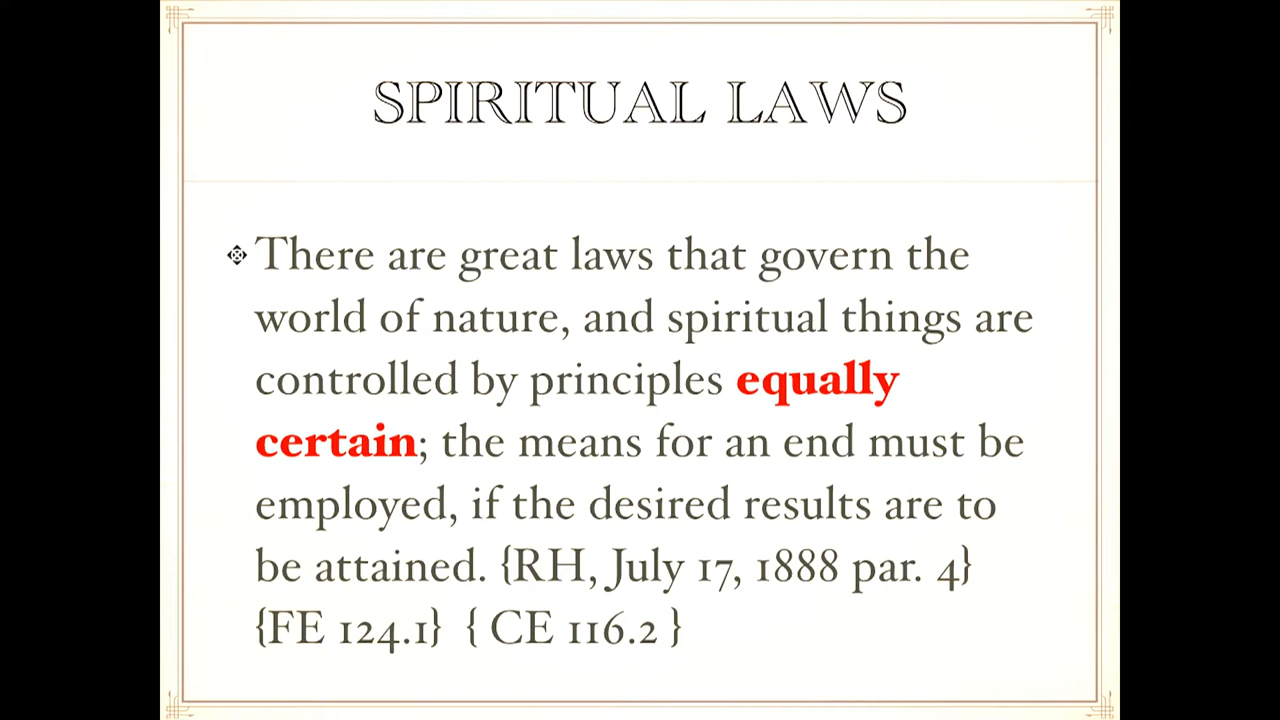 SPIRITUAL LAWS
There are great laws that govern the
world of nature, and spiritual things are
controlled by principles equally
certain; the means for an end must be
employed, if the desired results are to
be attained. {RH, July 17, 1888 par. 4}
{FE 124.1} { CE 116.2 }